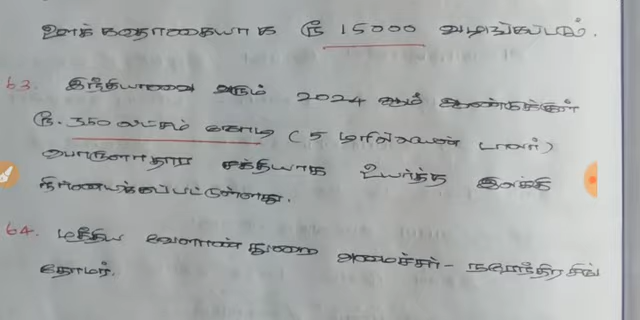 ஊக்கத்தொகையாக ரூ 15000 வழங்கப்படும்.
63. இந்தியாவை வரும் 2024 ஆம் ஆண்டுக்குள்
ரூ. 350 லட்சம் கோடி ( 5 டிரில்லியன் டாலர்)
பொருளாதார சக்தியாக உயர்த்த இலக்கு
நிர்ணயிக்கப்பட்டுள்ளது.
64. மத்திய வேளாண் துறை அமைச்சர் - நரேந்திர சிங்
தோமர்.